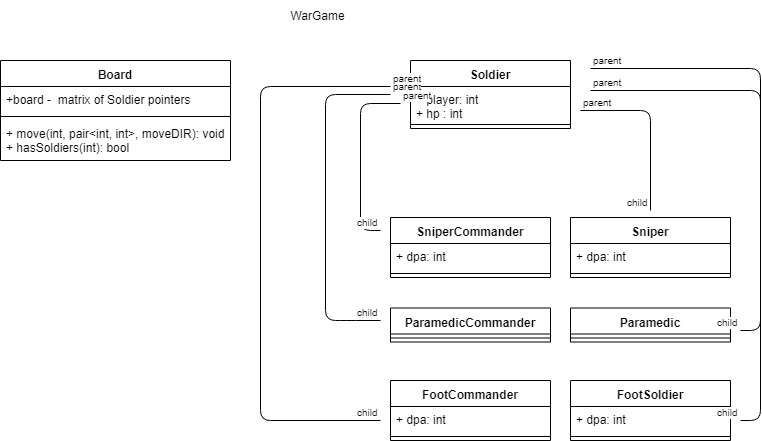 WarGame
Board
+board - matrix of Soldier pointers
+ move(int, pair<int, int>, moveDIR): void
+ hasSoldiers(int): bool
Soldier
player: int
+ hp : int
parent
parent
parent
parent
parent
parent
child
child
SniperCommander
+ dpa: int
Sniper
+ dpa: int
child
ParamedicCommander
Paramedic
child
child
FootCommander
+ dpa: int
FootSoldier
+ dpa: int
child